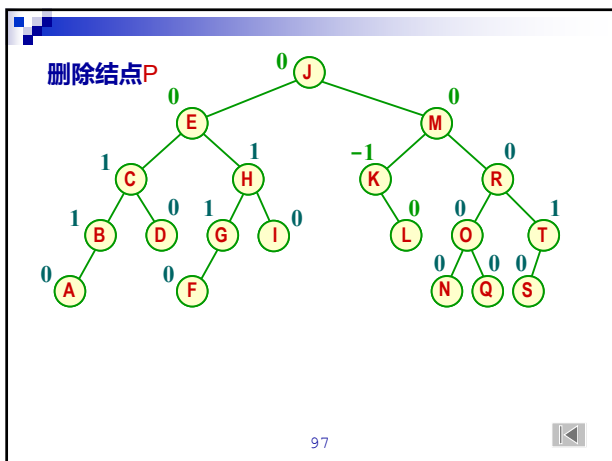 删除结点P
0 J
0 E 0 M
1 C 1 H -1 K 0 R
1 B 0 D 1 G I 0 L 0 0 O T 1
0 A 0 F 0 N 0 Q 0 S
97